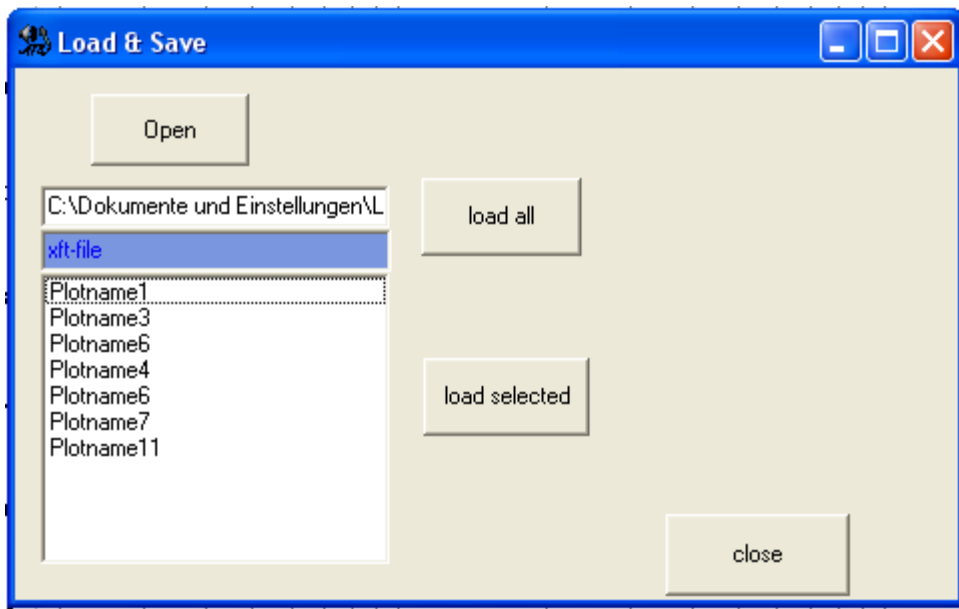 Load & Save
Open
C:\Dokumente und Einstellungen\L
load all
xft-file
Plotname1
Plotname3
Plotname6
Plotname4
Plotname6
Plotname7
Plotname11
load selected
close